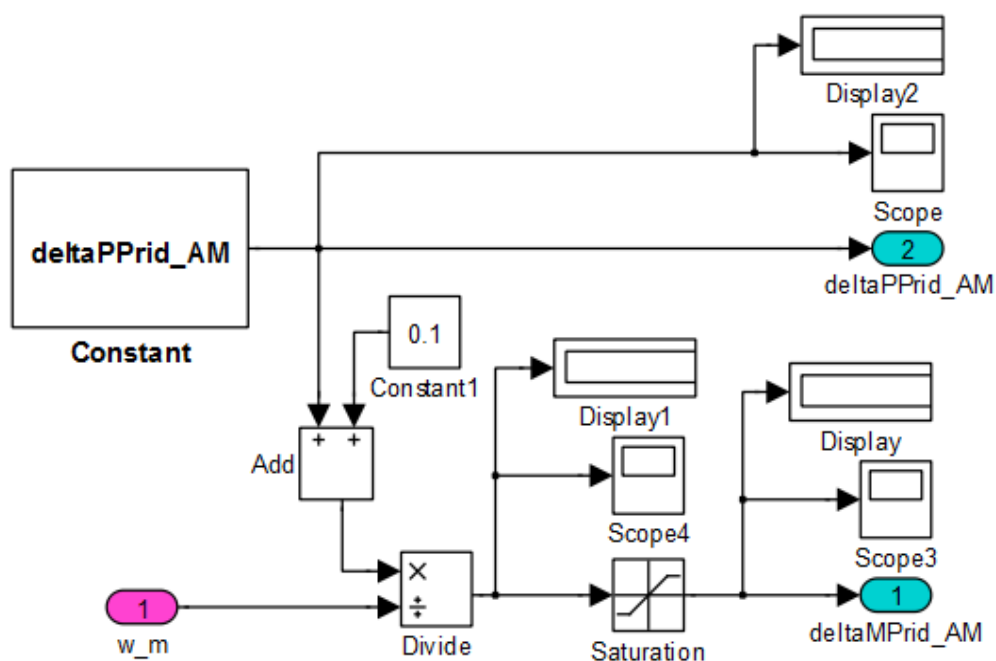 Display2
Scope
deltaPPrid_AM
Constant
2
deltaPPrid_AM
0.1
Constant1
Display1
Display
+ +
Add
Scope4
Scope3
×
÷
Divide
1
w_m
Saturation
1
deltaMPrid_AM